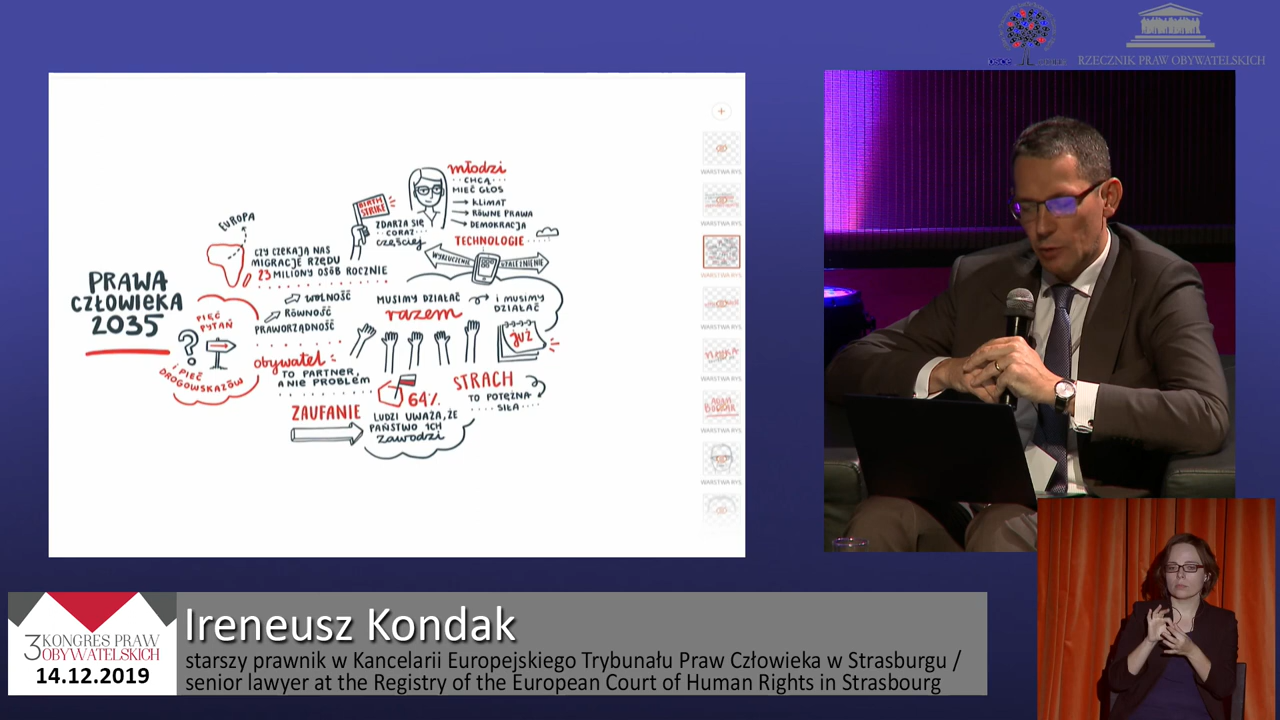 RZECZNIK PRAW OBYWATELSKICH
PRAWA
CZŁOWIEKA
2035
PIĘĆ
PYTAŃ
I PIĘĆ
DROGOWSKAZÓW
EUROPA
CZY CZEKAJĄ NAS
MIGRACJE RZĘDU
23 MILIONY OSÓB ROCZNIE
WOLNOŚĆ
RÓWNOŚĆ
PRAWORZĄDNOŚĆ
obywatel:
TO PARTNER,
A NIE PROBLEM
ZAUFANIE
64%
LUDZI UWAŻA, ŻE
PAŃSTWO ICH
zawodzi
BIRTH
STRIKE
ZDARZA SIĘ
CORAZ
CZĘŚCIEJ
młodzi
CHCĄ
MIEĆ GŁOS
KLIMAT
RÓWNE PRAWA
DEMOKRACJA
TECHNOLOGIE
WYKLUCZENIE
UZALEŻNIENIE
MUSIMY DZIAŁAĆ
razem
I MUSIMY
DZIAŁAĆ
JUŻ
STRACH
TO POTĘŻNA
SIŁA
+
WARSTWA RYS
WARSTWA RYS
WARSTWA RYS
WARSTWA RYS
WARSTWA RYS
WARSTWA RYS
WARSTWA RYS
3 KONGRES PRAW
OBYWATELSKICH
14.12.2019
Ireneusz Kondak
starszy prawnik w Kancelarii Europejskiego Trybunału Praw Człowieka w Strasburgu /
senior lawyer at the Registry of the European Court of Human Rights in Strasbourg